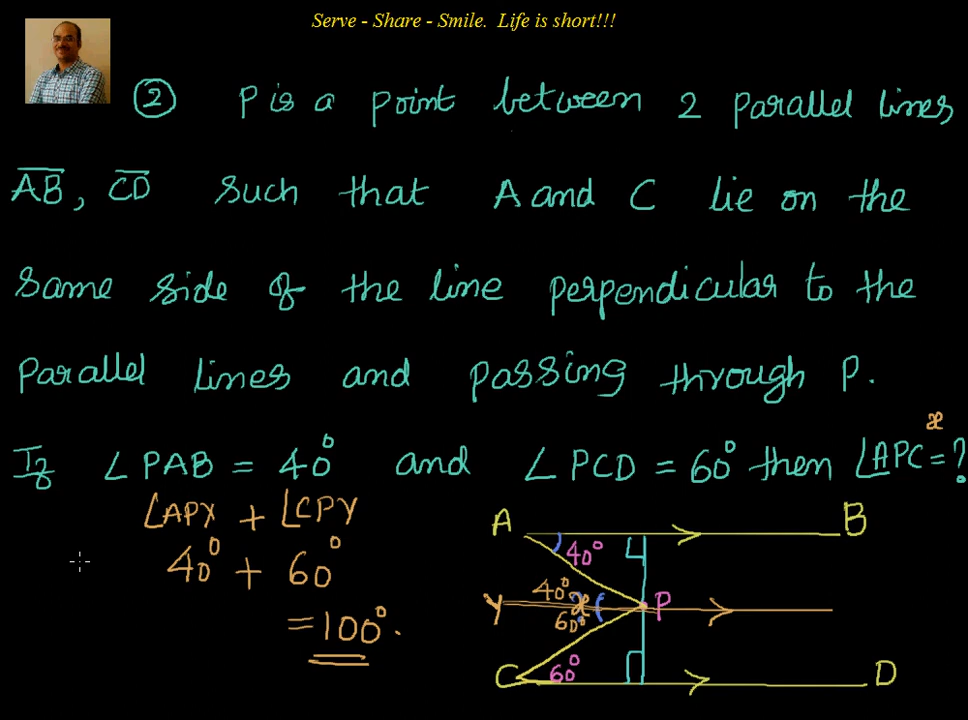 Serve - Share - Smile. Life is short!!!
② P is a point between 2 parallel lines
AB, CD such that A and C lie on the
same side of the line perpendicular to the
parallel lines and passing through P.
x
If ∠PAB = 40° and ∠PCD = 60° then ∠APC = ?
∠APX + ∠CPY
40° + 60°
= 100°.
A B
40°
Y 40° x P
60°
C 60° D